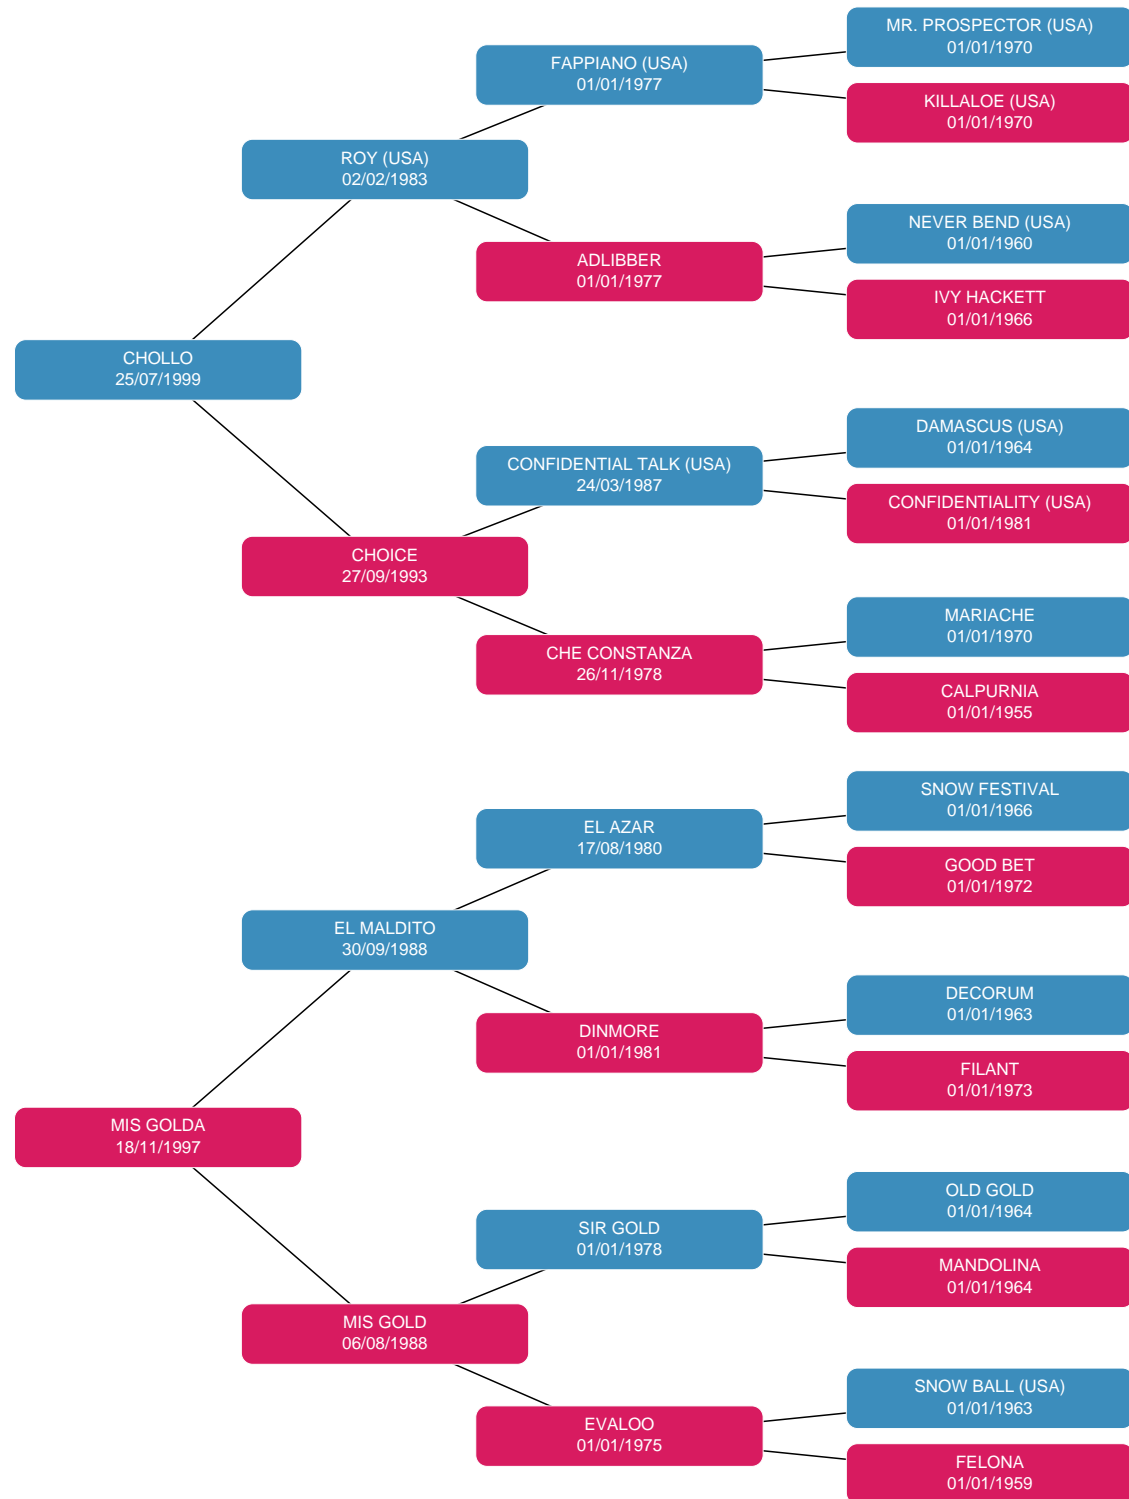 MR. PROSPECTOR (USA)
01/01/1970
FAPPIANO (USA)
01/01/1977
KILLALOE (USA)
01/01/1970
ROY (USA)
02/02/1983
NEVER BEND (USA)
01/01/1960
ADLIBBER
01/01/1977
IVY HACKETT
01/01/1966
CHOLLO
25/07/1999
DAMASCUS (USA)
01/01/1964
CONFIDENTIAL TALK (USA)
24/03/1987
CONFIDENTIALITY (USA)
01/01/1981
CHOICE
27/09/1993
MARIACHE
01/01/1970
CHE CONSTANZA
26/11/1978
CALPURNIA
01/01/1955
SNOW FESTIVAL
01/01/1966
EL AZAR
17/08/1980
GOOD BET
01/01/1972
EL MALDITO
30/09/1988
DECORUM
01/01/1963
DINMORE
01/01/1981
FILANT
01/01/1973
MIS GOLDA
18/11/1997
OLD GOLD
01/01/1964
SIR GOLD
01/01/1978
MANDOLINA
01/01/1964
MIS GOLD
06/08/1988
SNOW BALL (USA)
01/01/1963
EVALOO
01/01/1975
FELONA
01/01/1959